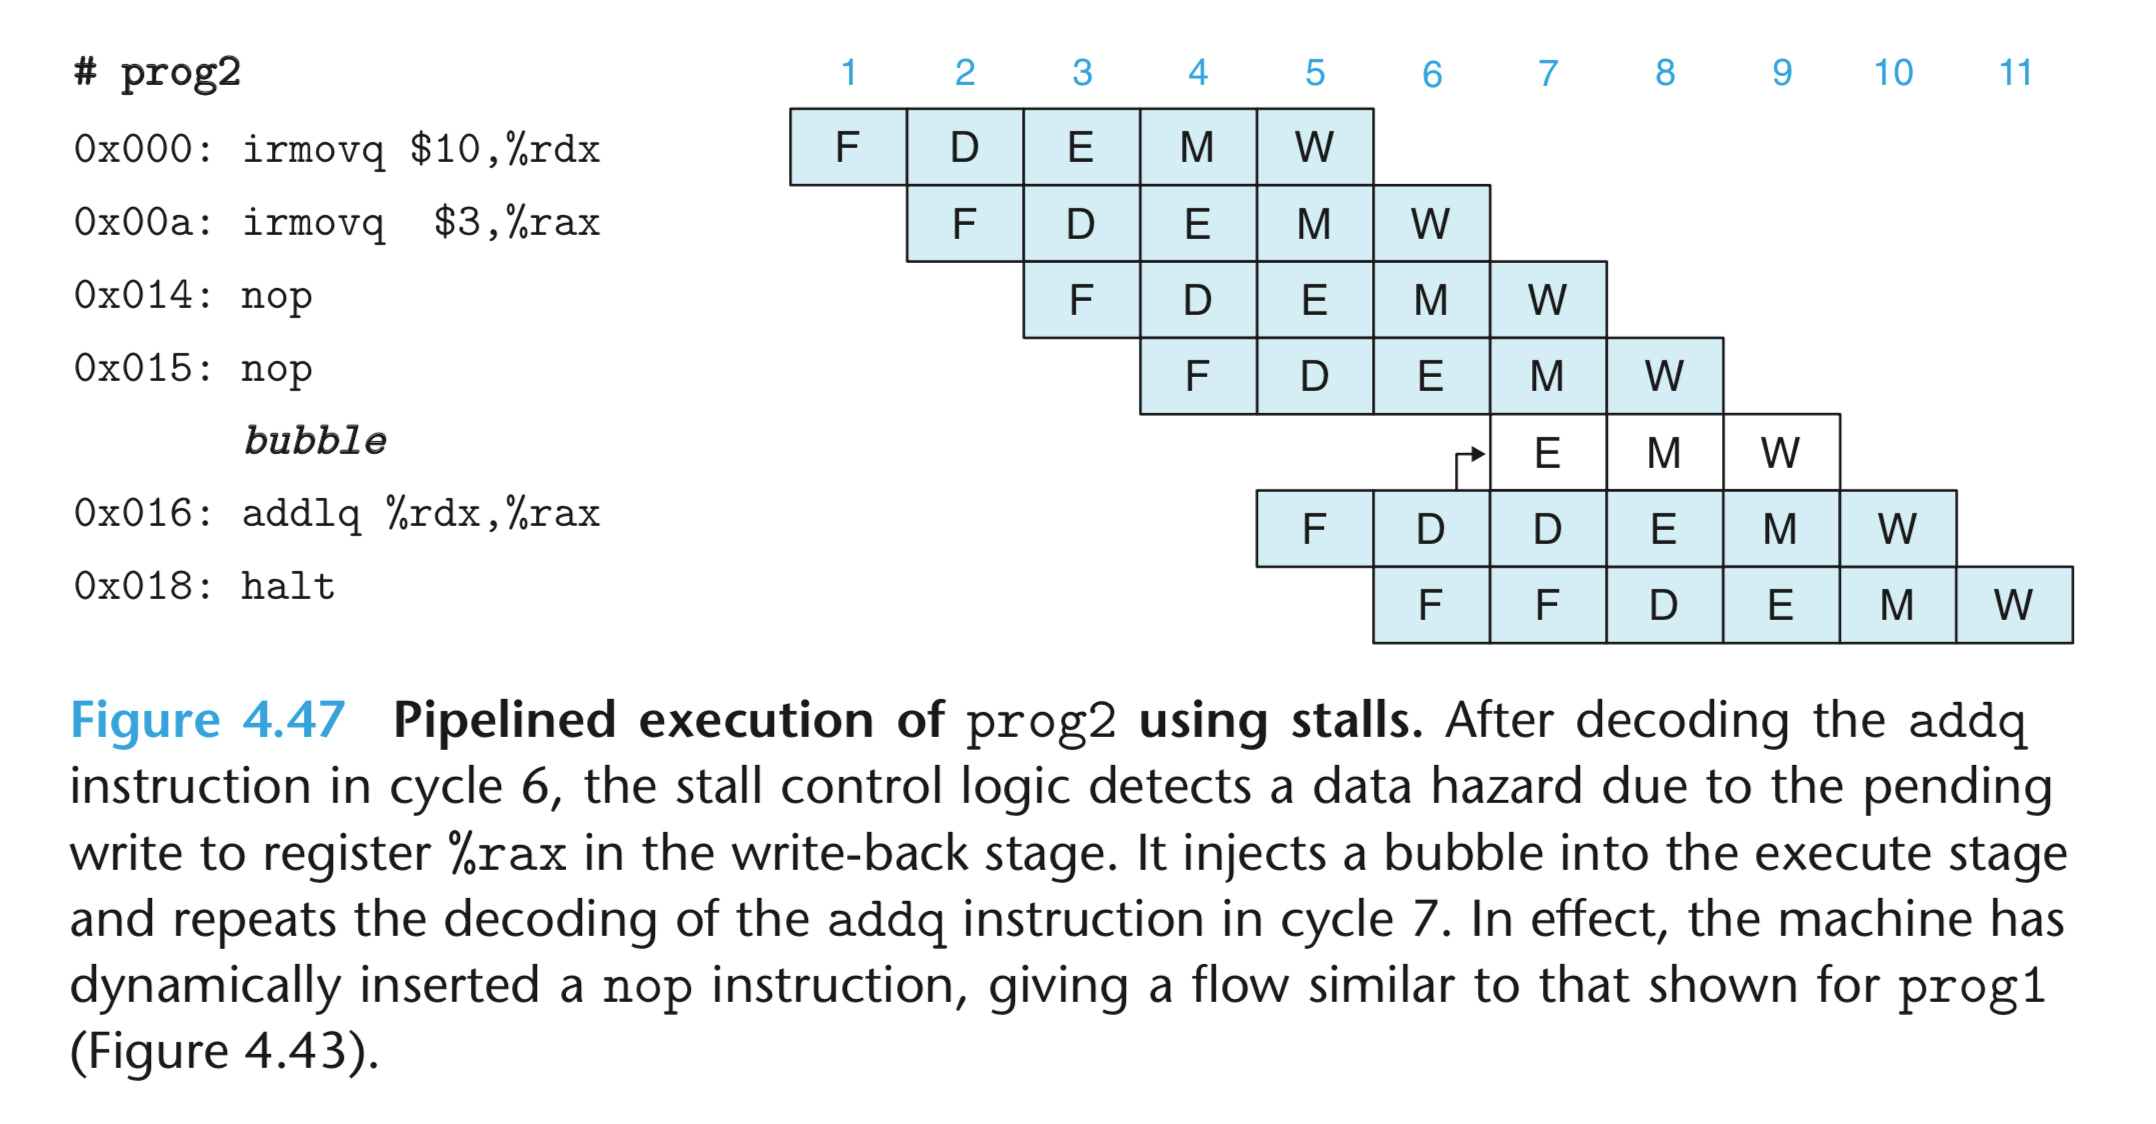 # prog2 1 2 3 4 5 6 7 8 9 10 11
0x000: irmovq $10,%rdx F D E M W
0x00a: irmovq $3,%rax F D E M W
0x014: nop F D E M W
0x015: nop F D E M W
bubble E M W
0x016: addlq %rdx,%rax F D D E M W
0x018: halt F F D E M W
Figure 4.47 Pipelined execution of prog2 using stalls. After decoding the addq
instruction in cycle 6, the stall control logic detects a data hazard due to the pending
write to register %rax in the write-back stage. It injects a bubble into the execute stage
and repeats the decoding of the addq instruction in cycle 7. In effect, the machine has
dynamically inserted a nop instruction, giving a flow similar to that shown for prog1
(Figure 4.43).